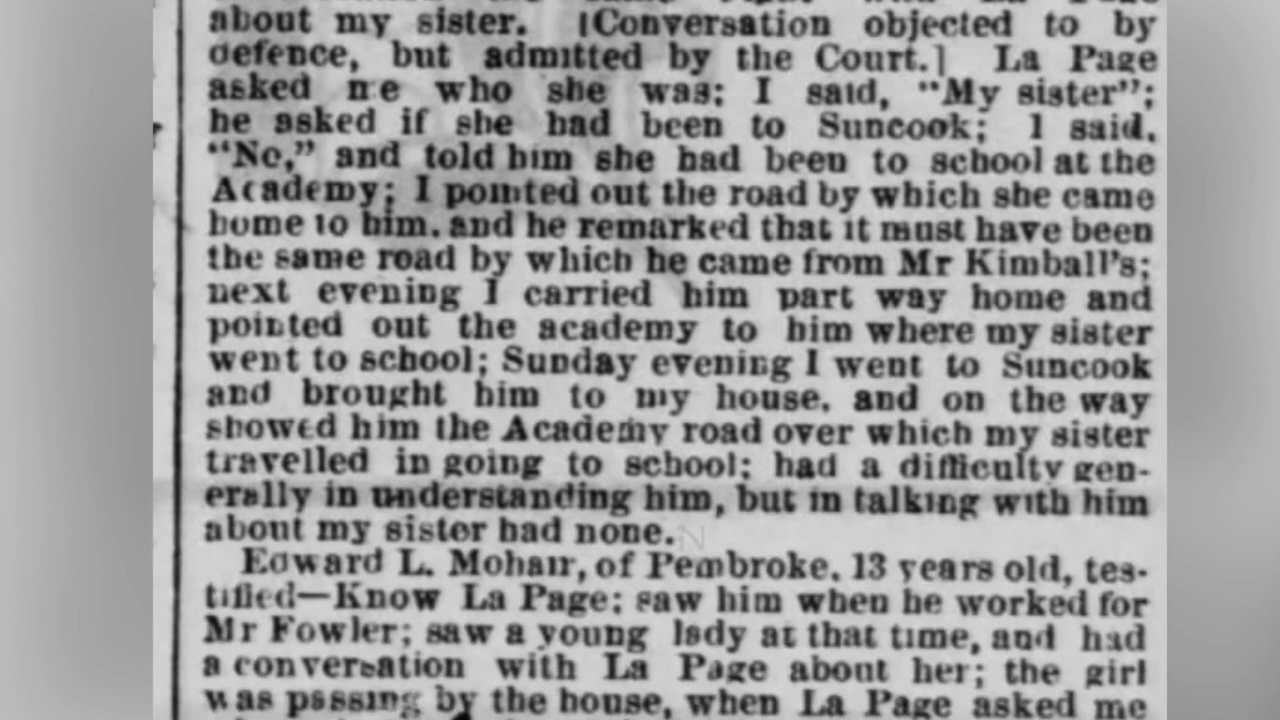 about my sister. [Conversation objected to by
defence, but admitted by the Court.] La Page
asked me who she was; I said, "My sister";
he asked if she had been to Suncook; I said,
"No," and told him she had been to school at the
Academy; I pointed out the road by which she came
home to him, and he remarked that it must have been
the same road by which he came from Mr Kimball's;
next evening I carried him part way home and
pointed out the academy to him where my sister
went to school; Sunday evening I went to Suncook
and brought him to my house, and on the way
showed him the Academy road over which my sister
travelled in going to school; had a difficulty gen-
erally in understanding him, but in talking with him
about my sister had none.
Edward L. Mohair, of Pembroke, 13 years old, tes-
tified—Know La Page; saw him when he worked for
Mr Fowler; saw a young lady at that time, and had
a conversation with La Page about her; the girl
was passing by the house, when La Page asked me